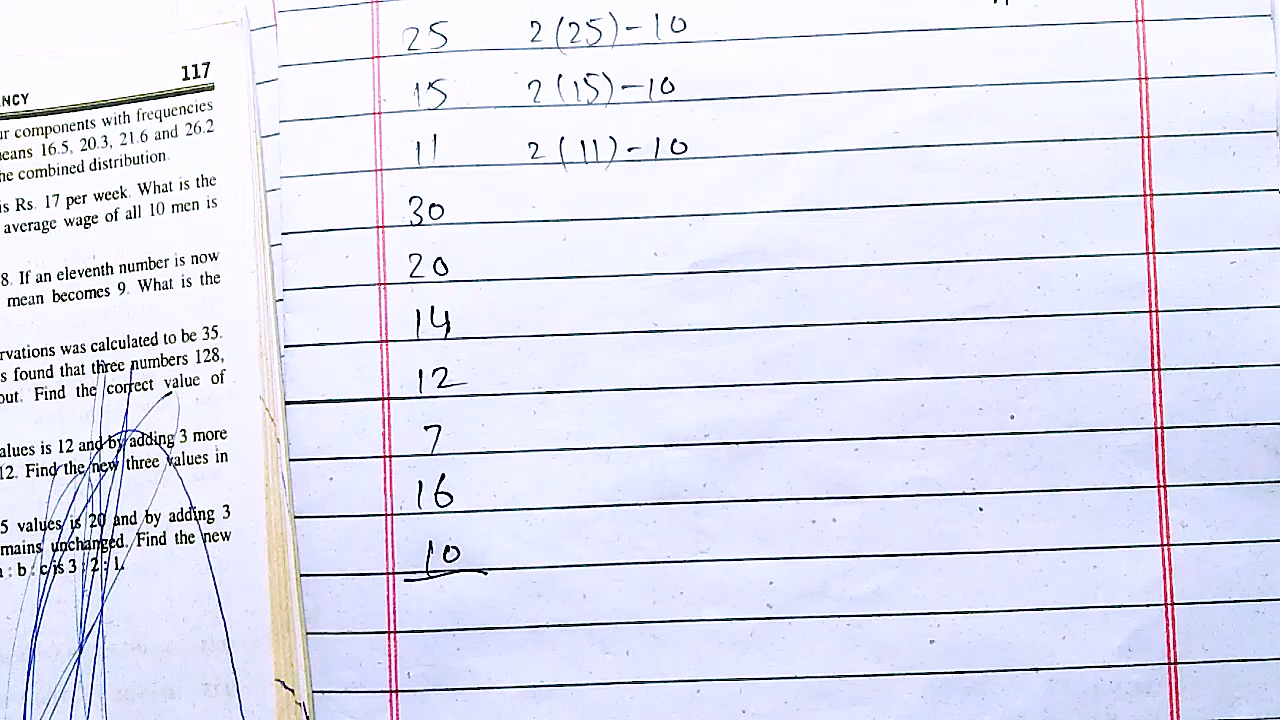 117
NCY
ur components with frequencies
eans 16.5, 20.3, 21.6 and 26.2
he combined distribution.
is Rs. 17 per week. What is the
average wage of all 10 men is
8. If an eleventh number is now
mean becomes 9. What is the
rvations was calculated to be 35.
s found that three numbers 128,
out. Find the correct value of
alues is 12 and by adding 3 more
12. Find the new three values in
5 values is 20 and by adding 3
mains unchanged. Find the new
: b : c is 3 : 2 : 1.
25 2(25)-10
15 2(15)-10
11 2(11)-10
30
20
14
12
7
16
10